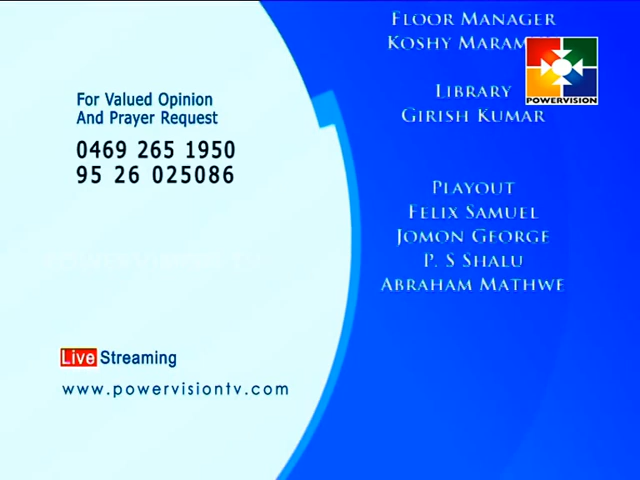 For Valued Opinion
And Prayer Request
0469 265 1950
95 26 025086
Live Streaming
www.powervisiontv.com
FLOOR MANAGER
KOSHY
LIBRARY
GIRISH KUMAR
PLAYOUT
FELIX SAMUEL
JOMON GEORGE
P. S SHALU
ABRAHAM MATHWE
POWERVISION